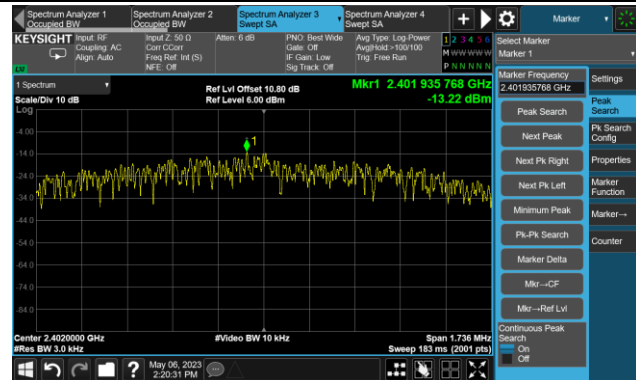 Spectrum Analyzer 1
Occupied BW
Spectrum Analyzer 2
Occupied BW
Spectrum Analyzer 3
Swept SA
Spectrum Analyzer 4
Swept SA
Marker
KEYSIGHT
Input: RF
Coupling: AC
Align: Auto
Input Z: 50 Ω
Corr CCorr
Freq Ref: Int (S)
NFE: Off
Atten: 6 dB
PNO: Best Wide
Gate: Off
IF Gain: Low
Sig Track: Off
Avg Type: Log-Power
Avg|Hold:>100/100
Trig: Free Run
1 2 3 4 5 6
M W W W W W
P N N N N N
Select Marker
Marker 1
1 Spectrum
Scale/Div 10 dB
Log
Ref Lvl Offset 10.80 dB
Ref Level 6.00 dBm
Mkr1 2.401 935 768 GHz
-13.22 dBm
1
-4.00
-14.0
-24.0
-34.0
-44.0
-54.0
-64.0
-74.0
-84.0
Center 2.4020000 GHz
#Res BW 3.0 kHz
#Video BW 10 kHz
Span 1.736 MHz
Sweep 183 ms (2001 pts)
Marker Frequency
2.401935768 GHz
Peak Search
Next Peak
Next Pk Right
Next Pk Left
Minimum Peak
Pk-Pk Search
Marker Delta
Mkr→CF
Mkr→Ref Lvl
Continuous Peak
Search
On
Off
Settings
Peak
Search
Pk Search
Config
Properties
Marker
Function
Marker→
Counter
May 06, 2023
2:20:31 PM